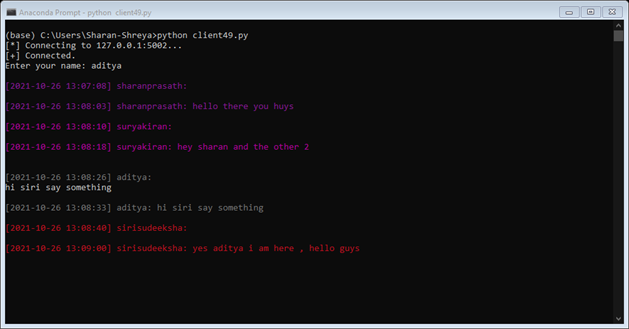 Anaconda Prompt - python client49.py
(base) C:\Users\Sharan-Shreya>python client49.py
[*] Connecting to 127.0.0.1:5002...
[+] Connected.
Enter your name: aditya
[2021-10-26 13:07:08] sharanprasath:
[2021-10-26 13:08:03] sharanprasath: hello there you huys
[2021-10-26 13:08:10] suryakiran:
[2021-10-26 13:08:18] suryakiran: hey sharan and the other 2
[2021-10-26 13:08:26] aditya:
hi siri say something
[2021-10-26 13:08:33] aditya: hi siri say something
[2021-10-26 13:08:40] sirisudeeksha:
[2021-10-26 13:09:00] sirisudeeksha: yes aditya i am here , hello guys